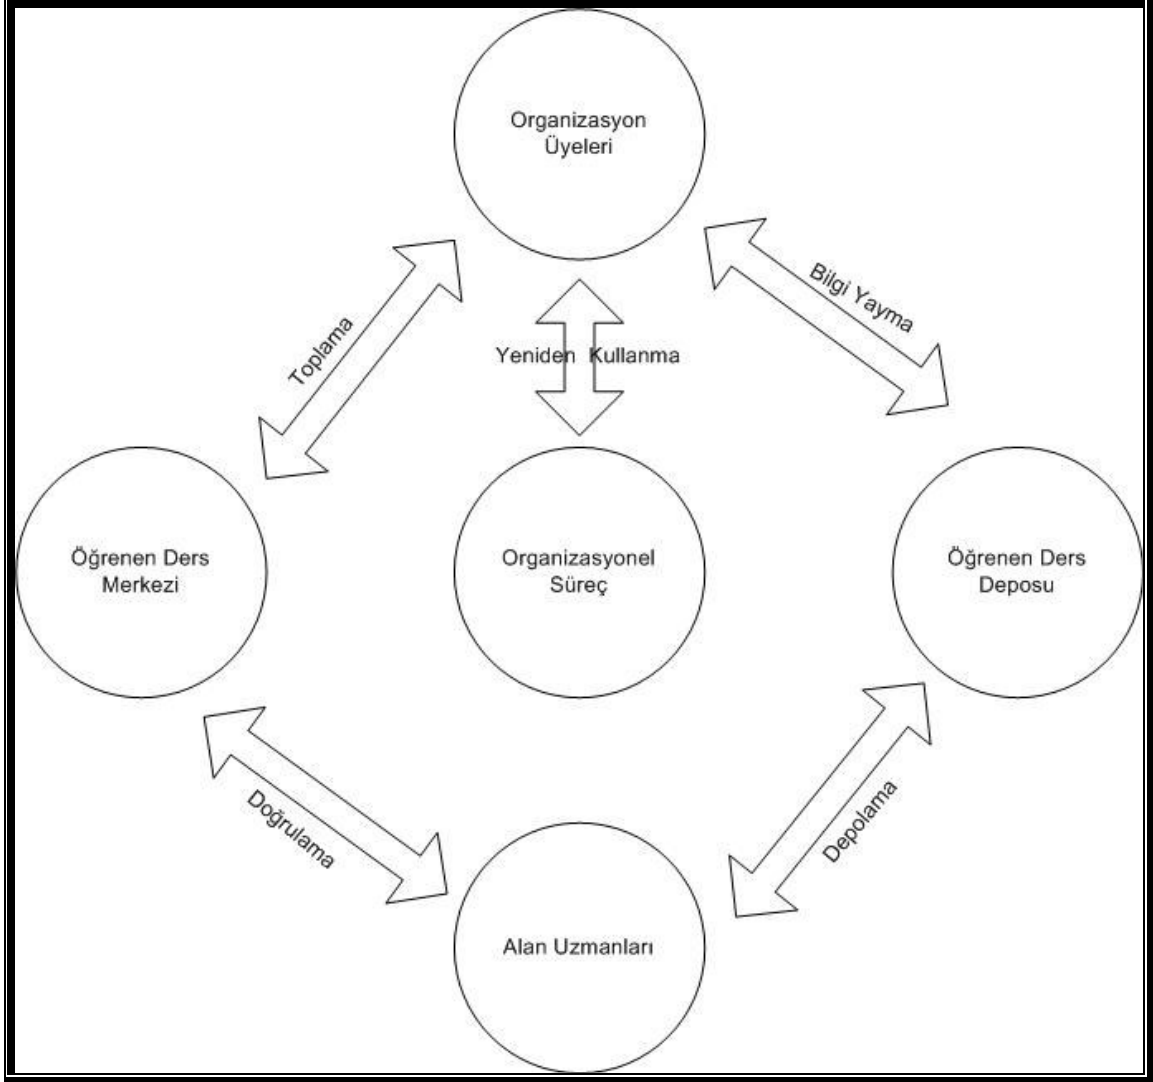 Organizasyon
Üyeleri
Toplama
Bilgi Yayma
Yeniden Kullanma
Öğrenen Ders
Merkezi
Organizasyonel
Süreç
Öğrenen Ders
Deposu
Doğrulama
Depolama
Alan Uzmanları